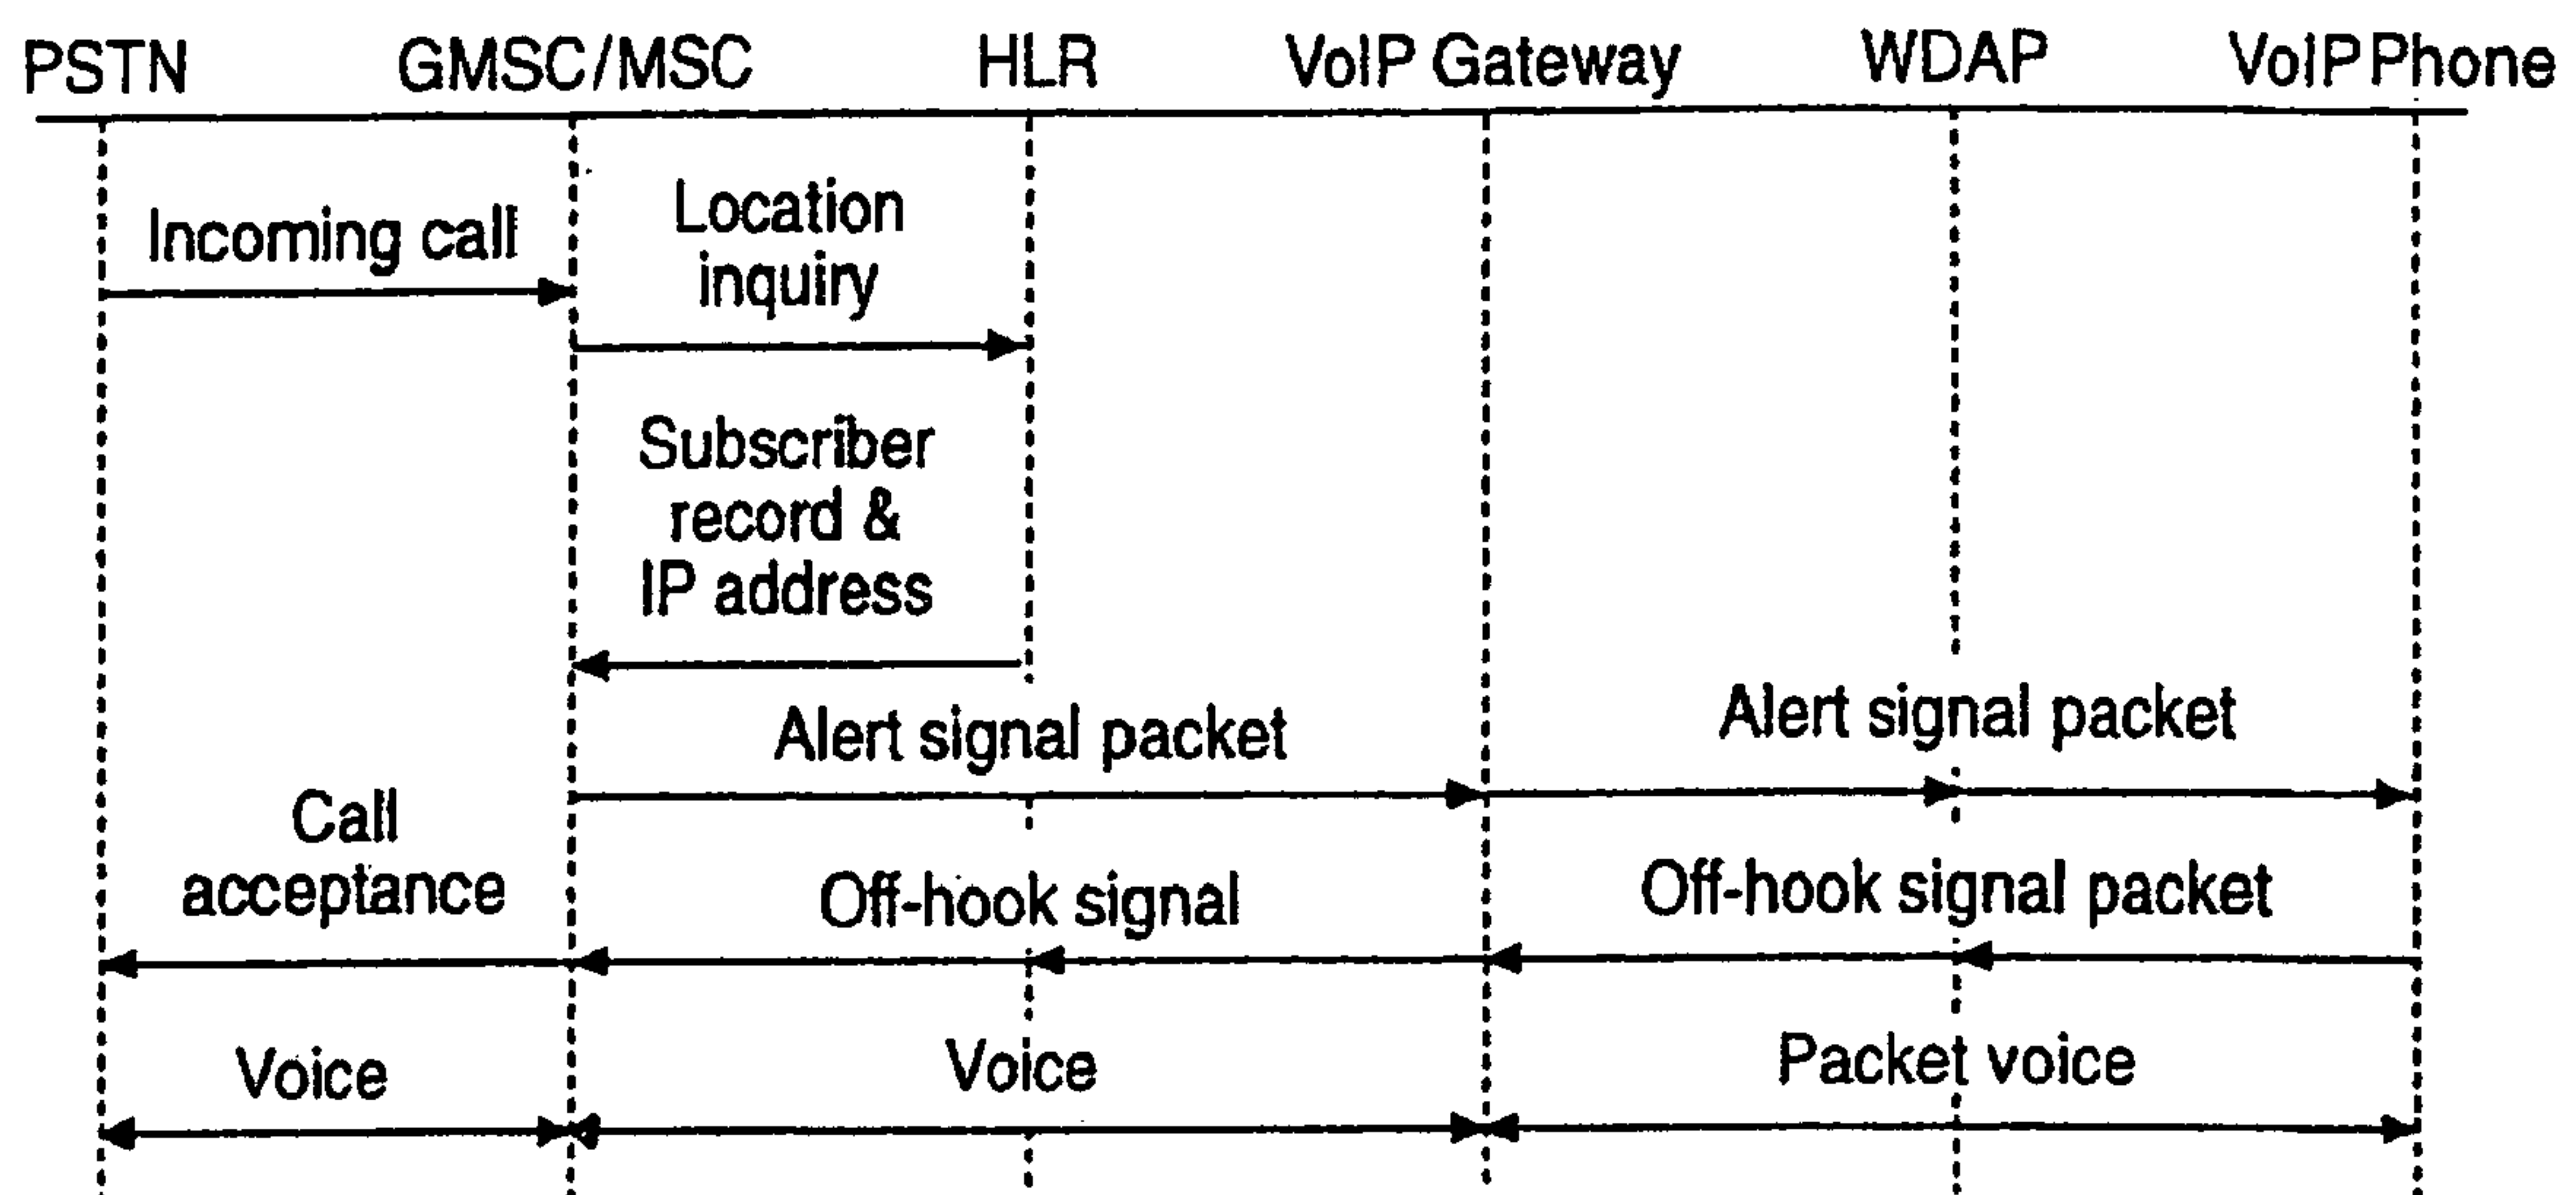 PSTN GMSC/MSC HLR VoIP Gateway WDAP VoIP Phone
Incoming call
Location
inquiry
Subscriber
record &
IP address
Alert signal packet
Alert signal packet
Call
acceptance
Off-hook signal
Off-hook signal packet
Voice
Voice
Packet voice